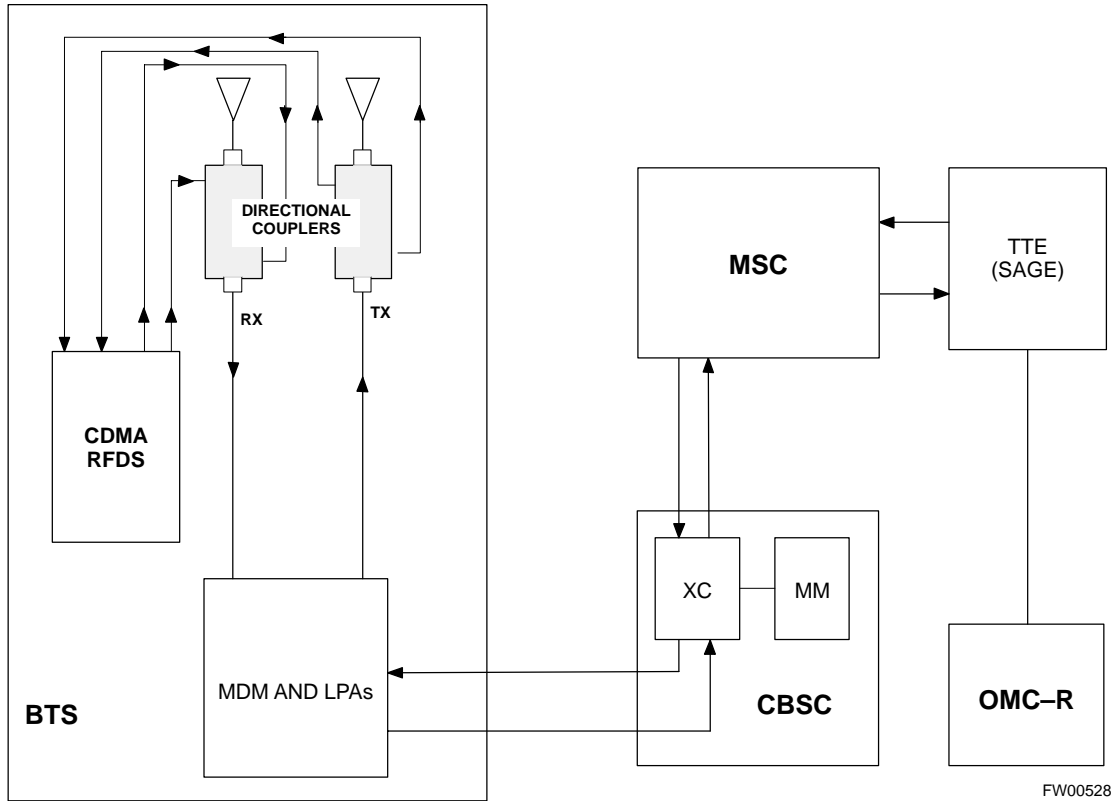 DIRECTIONAL
COUPLERS
RX
TX
CDMA
RFDS
MDM AND LPAs
BTS
MSC
TTE
(SAGE)
XC
MM
CBSC
OMC–R
FW00528